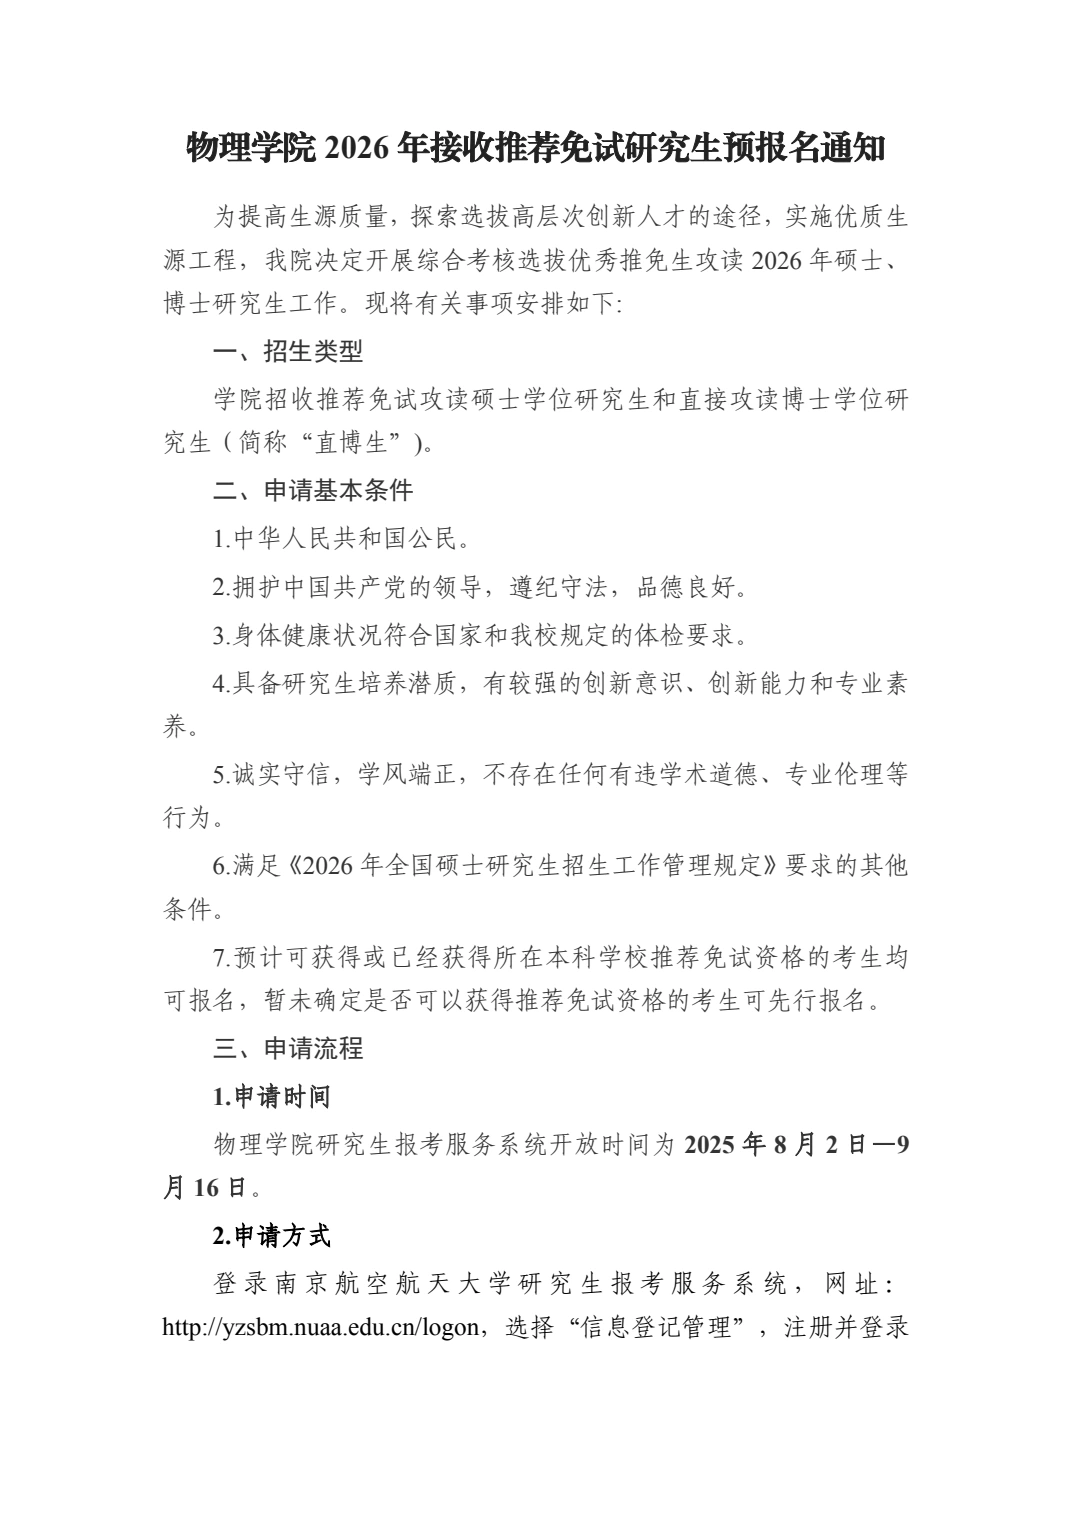 物理学院 2026 年接收推荐免试研究生预报名通知
为提高生源质量，探索选拔高层次创新人才的途径，实施优质生
源工程，我院决定开展综合考核选拔优秀推免生攻读 2026 年硕士、
博士研究生工作。现将有关事项安排如下:
一、招生类型
学院招收推荐免试攻读硕士学位研究生和直接攻读博士学位研
究生（简称“直博生”)。
二、申请基本条件
1.中华人民共和国公民。
2.拥护中国共产党的领导，遵纪守法，品德良好。
3.身体健康状况符合国家和我校规定的体检要求。
4.具备研究生培养潜质，有较强的创新意识、创新能力和专业素
养。
5.诚实守信，学风端正，不存在任何有违学术道德、专业伦理等
行为。
6.满足《2026 年全国硕士研究生招生工作管理规定》要求的其他
条件。
7.预计可获得或已经获得所在本科学校推荐免试资格的考生均
可报名，暂未确定是否可以获得推荐免试资格的考生可先行报名。
三、申请流程
1.申请时间
物理学院研究生报考服务系统开放时间为 2025 年 8 月 2 日—9
月 16 日。
2.申请方式
登录南京航空航天大学研究生报考服务系统，网址：
http://yzsbm.nuaa.edu.cn/logon，选择“信息登记管理”，注册并登录